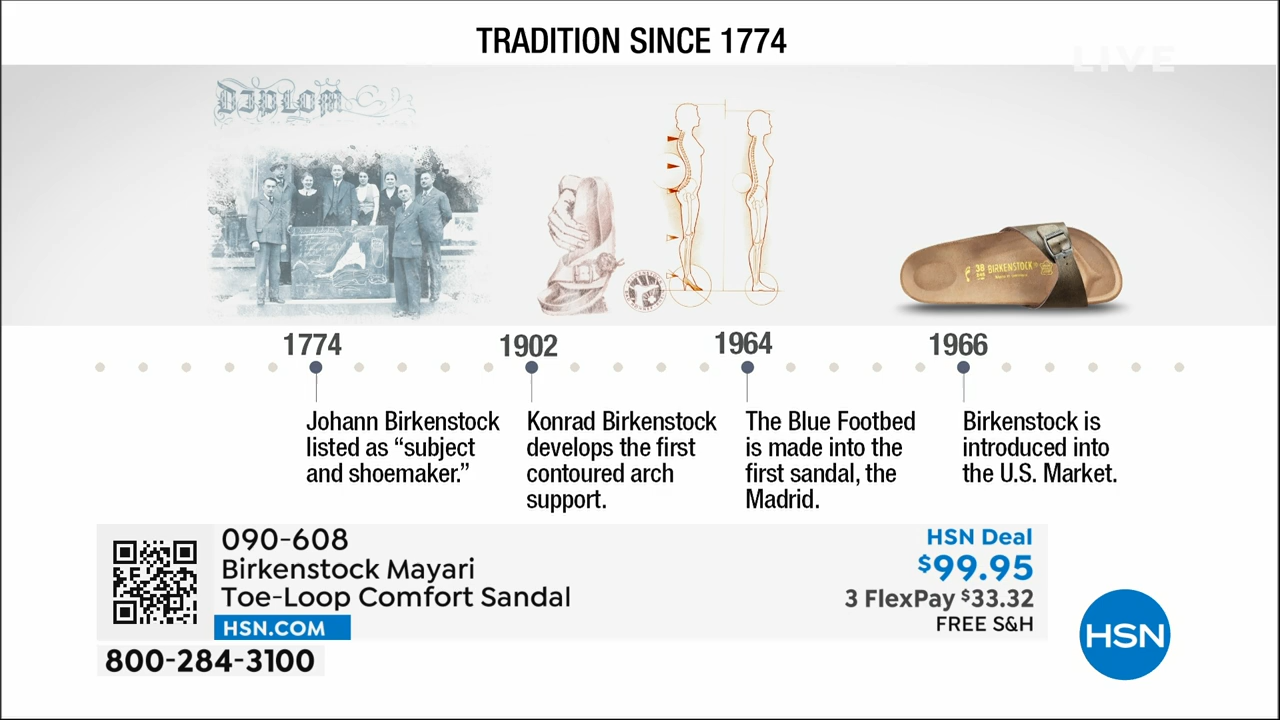 TRADITION SINCE 1774
LIVE
Diplom
38
BIRKENSTOCK
1774
1902
1964
1966
Johann Birkenstock
listed as “subject
and shoemaker.”
Konrad Birkenstock
develops the first
contoured arch
support.
The Blue Footbed
is made into the
first sandal, the
Madrid.
Birkenstock is
introduced into
the U.S. Market.
090-608
Birkenstock Mayari
Toe-Loop Comfort Sandal
HSN.COM
800-284-3100
HSN Deal
$99.95
3 FlexPay $33.32
FREE S&H
HSN